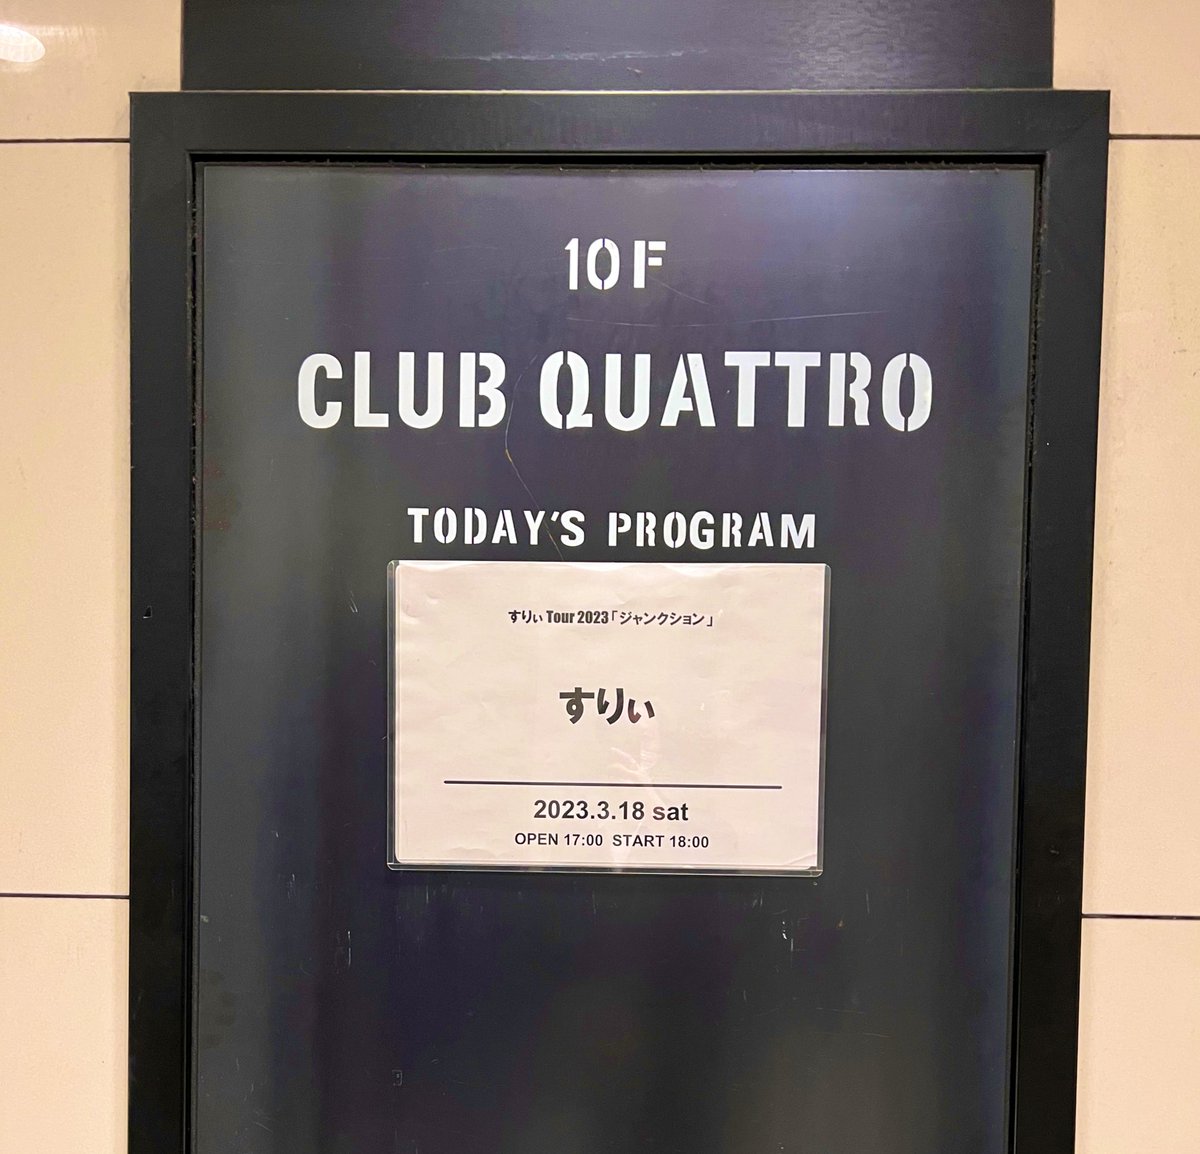 10F
CLUB QUATTRO
TODAY'S PROGRAM
すりぃ Tour 2023「ジャンクション」
すりぃ
2023.3.18 sat
OPEN 17:00 START 18:00